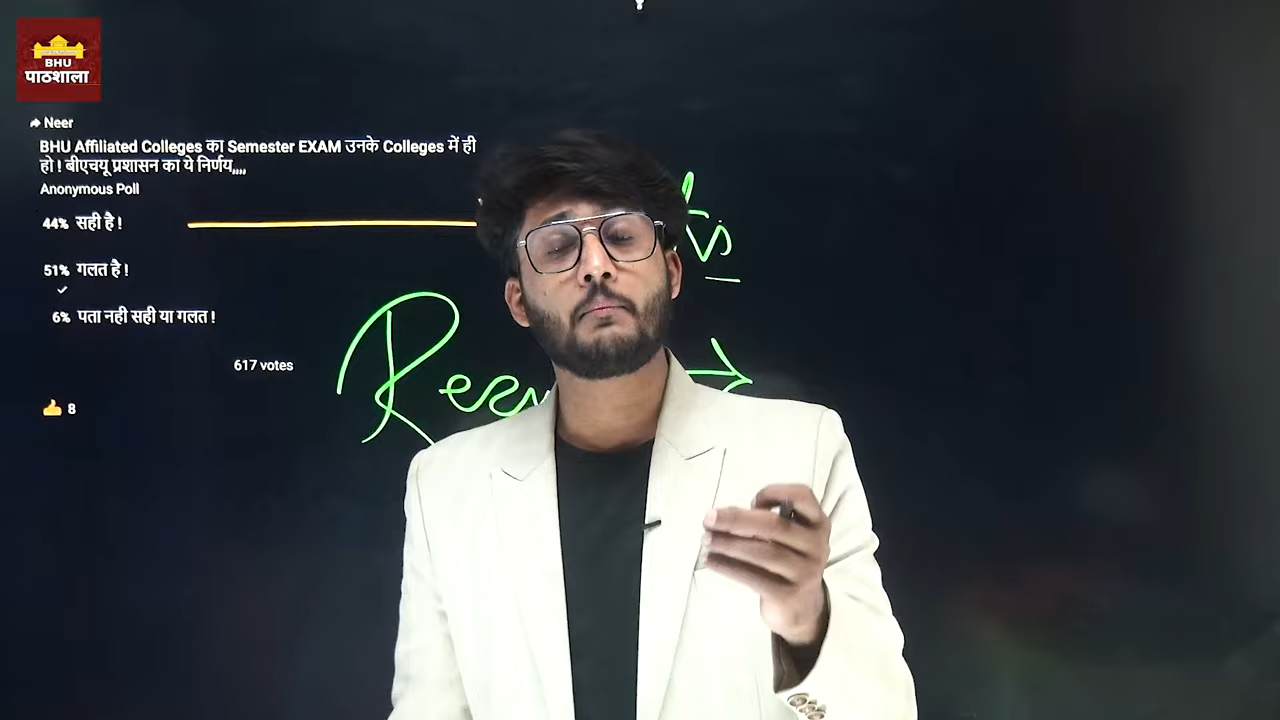 BHU
पाठशाला
Neer
BHU Affiliated Colleges का Semester EXAM उनके Colleges में ही
हो ! बीएचयू प्रशासन का ये निर्णय,,,,
Anonymous Poll
44% सही है !
51% गलत है !
6% पता नही सही या गलत !
617 votes
👍 8